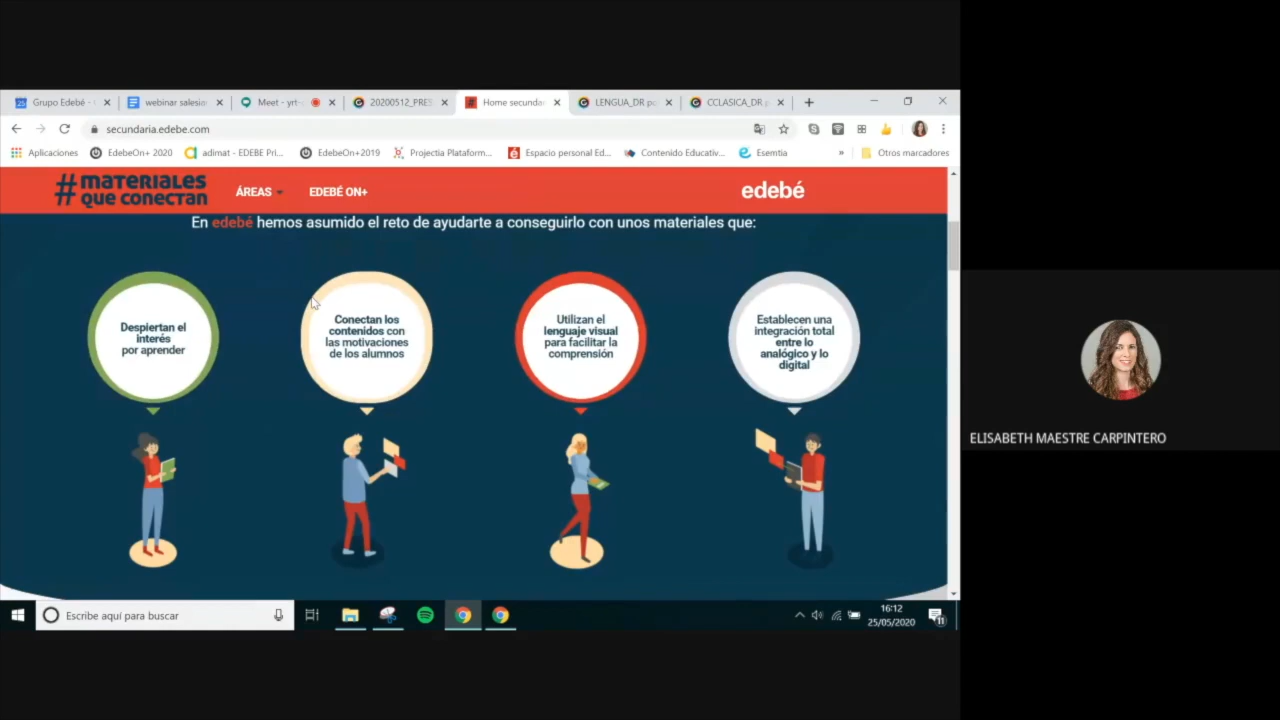 Grupo Edebé -
webinar salesia
Meet - yrt-
20200512_PRES
Home secundar
LENGUA_DR p
CCLASICA_DR p
secundaria.edebe.com
Aplicaciones
EdebeOn+ 2020
adimat - EDEBE Pri...
EdebeOn+2019
Projectia Plataform...
Espacio personal Ed...
Contenido Educativ...
Esemtia
»
Otros marcadores
#MATERIALES
QUE CONECTAN
ÁREAS
EDEBÉ ON+
edebé
En edebé hemos asumido el reto de ayudarte a conseguirlo con unos materiales que:
Despiertan el
interés
por aprender
Conectan los
contenidos con
las motivaciones
de los alumnos
Utilizan el
lenguaje visual
para facilitar la
comprensión
Establecen una
integración total
entre lo
analógico y lo
digital
ELISABETH MAESTRE CARPINTERO
Escribe aquí para buscar
16:12
25/05/2020
11